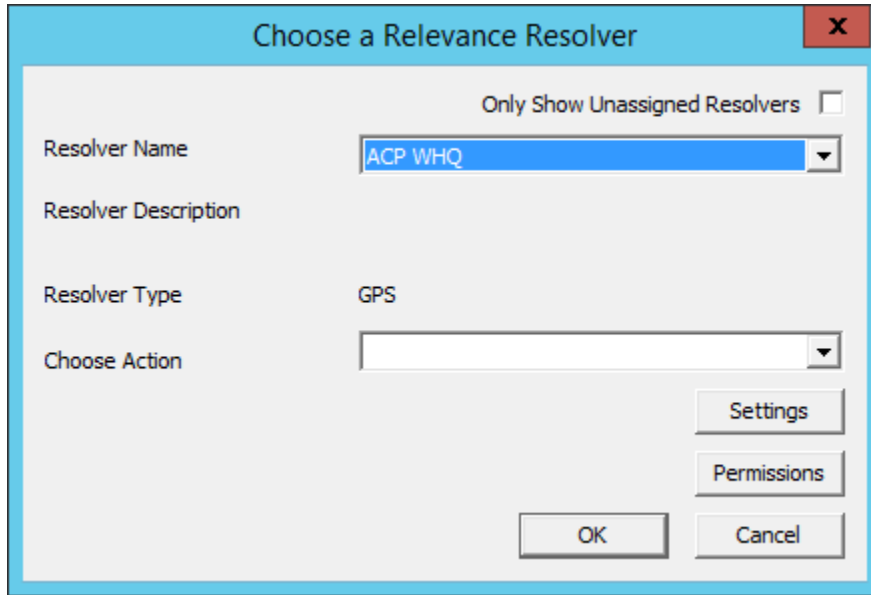 Choose a Relevance Resolver
x
Only Show Unassigned Resolvers
Resolver Name
ACP WHQ
Resolver Description
Resolver Type
GPS
Choose Action
Settings
Permissions
OK
Cancel